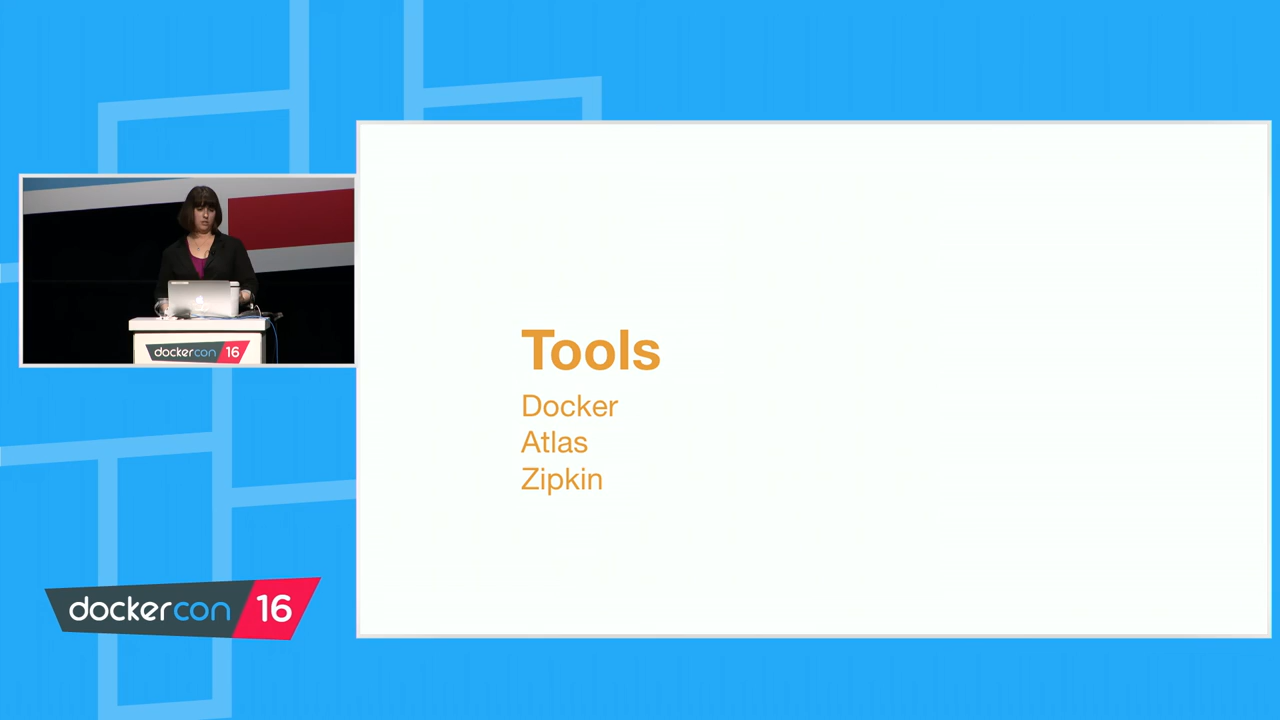 Tools
Docker
Atlas
Zipkin
dockercon 16
dockercon 16